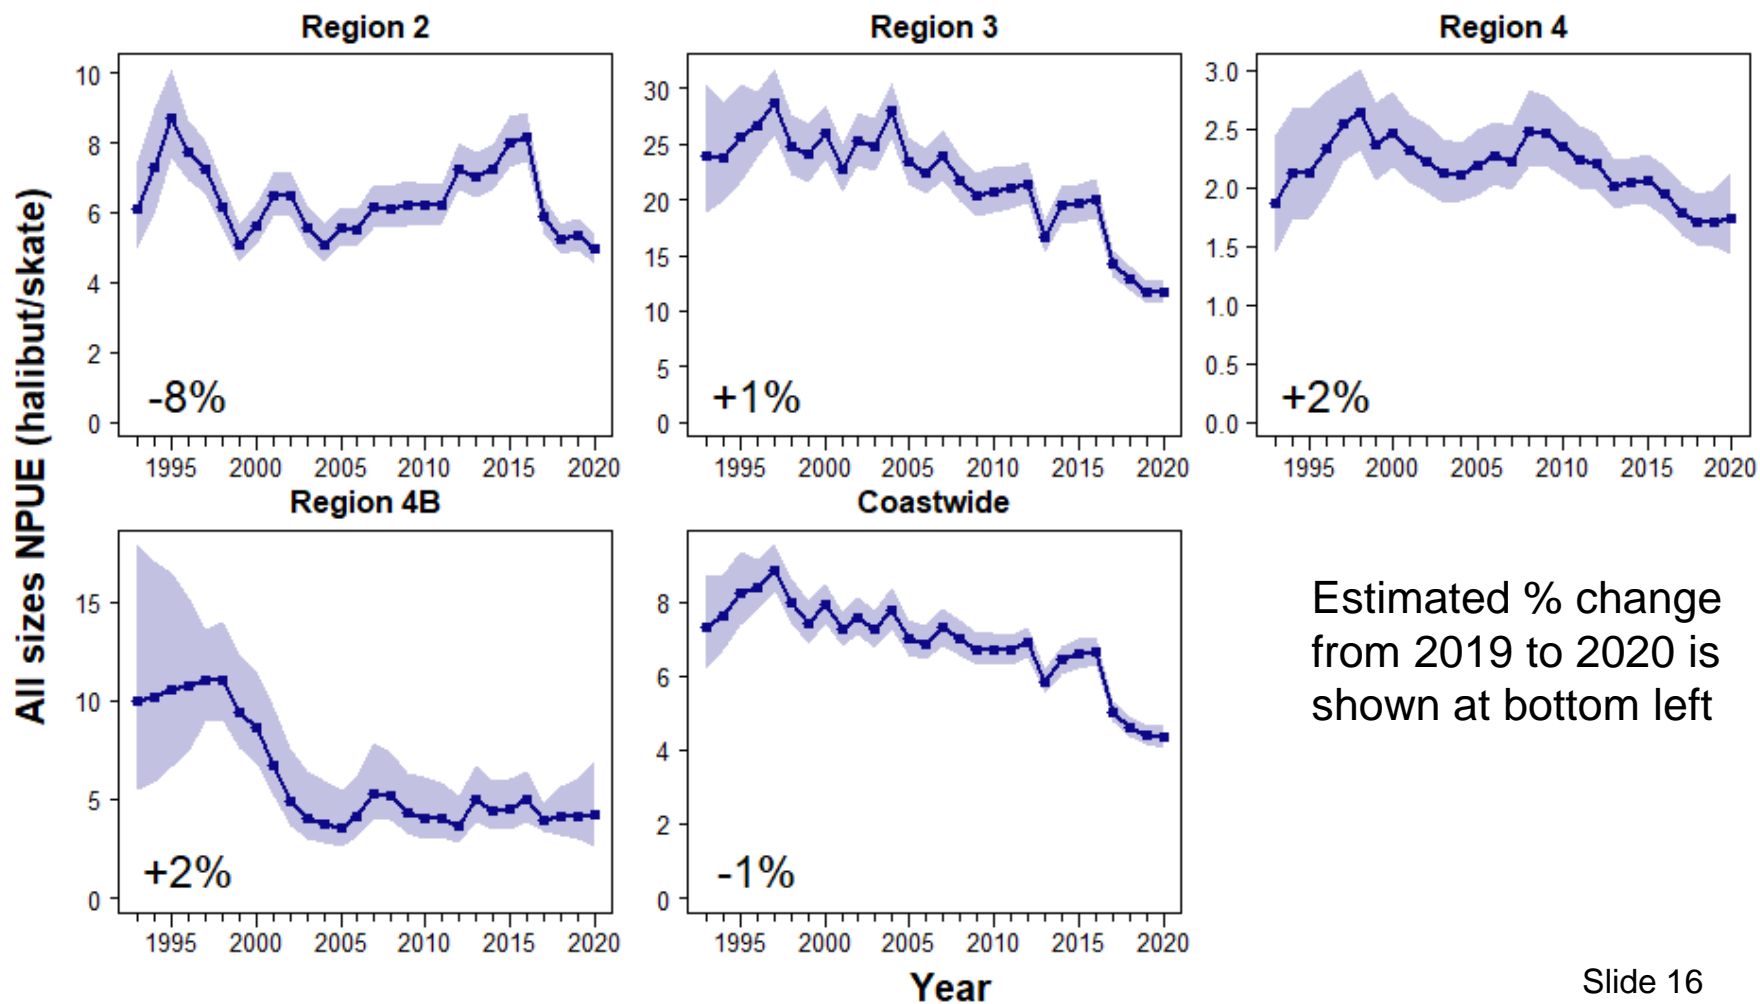 Region 2
Region 3
Region 4
All sizes NPUE (halibut/skate)
10
8
6
4
2
0
-8%
1995 2000 2005 2010 2015 2020
30
25
20
15
10
5
0
+1%
1995 2000 2005 2010 2015 2020
3.0
2.5
2.0
1.5
1.0
0.5
0.0
+2%
1995 2000 2005 2010 2015 2020
Region 4B
Coastwide
15
10
5
0
+2%
1995 2000 2005 2010 2015 2020
8
6
4
2
0
-1%
1995 2000 2005 2010 2015 2020
Year
Estimated % change
from 2019 to 2020 is
shown at bottom left
Slide 16